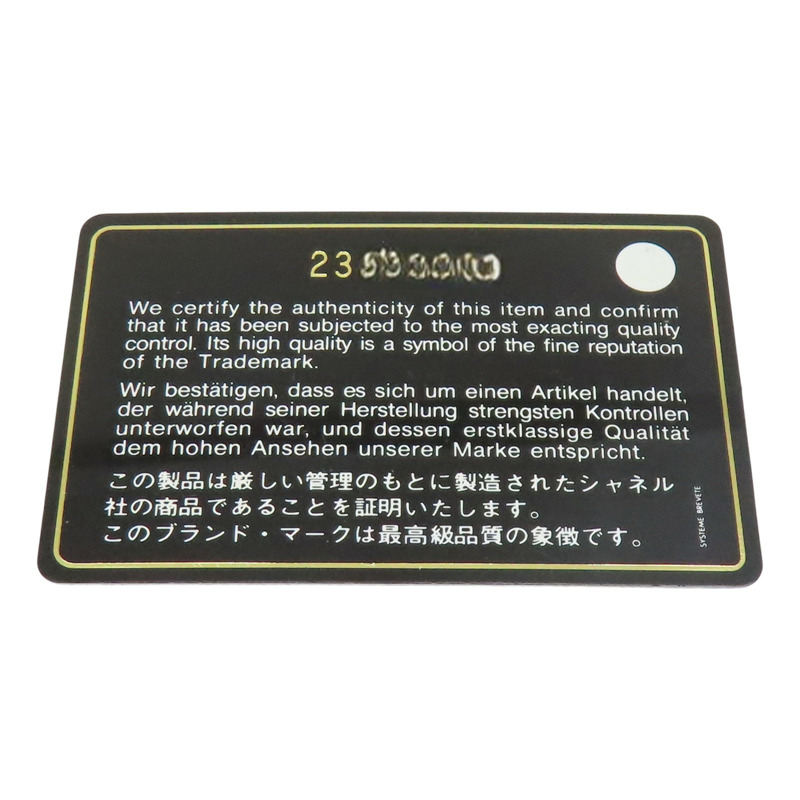 23
We certify the authenticity of this item and confirm
that it has been subjected to the most exacting quality
control. Its high quality is a symbol of the fine reputation
of the Trademark.
Wir bestätigen, dass es sich um einen Artikel handelt,
der während seiner Herstellung strengsten Kontrollen
unterworfen war, und dessen erstklassige Qualität
dem hohen Ansehen unserer Marke entspricht.
この製品は厳しい管理のもとに製造されたシャネル
社の商品であることを証明いたします。
このブランド・マークは最高級品質の象徴です。
SYSTEME BREVETE